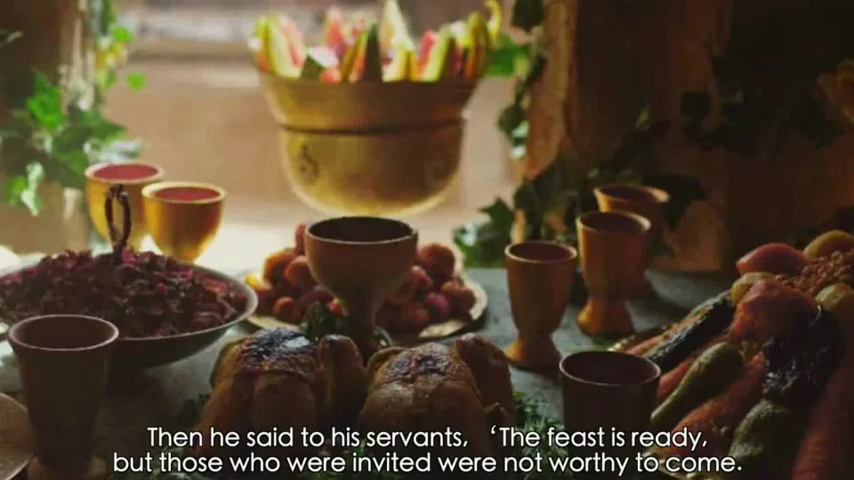 Then he said to his servants, ‘The feast is ready,
but those who were invited were not worthy to come.